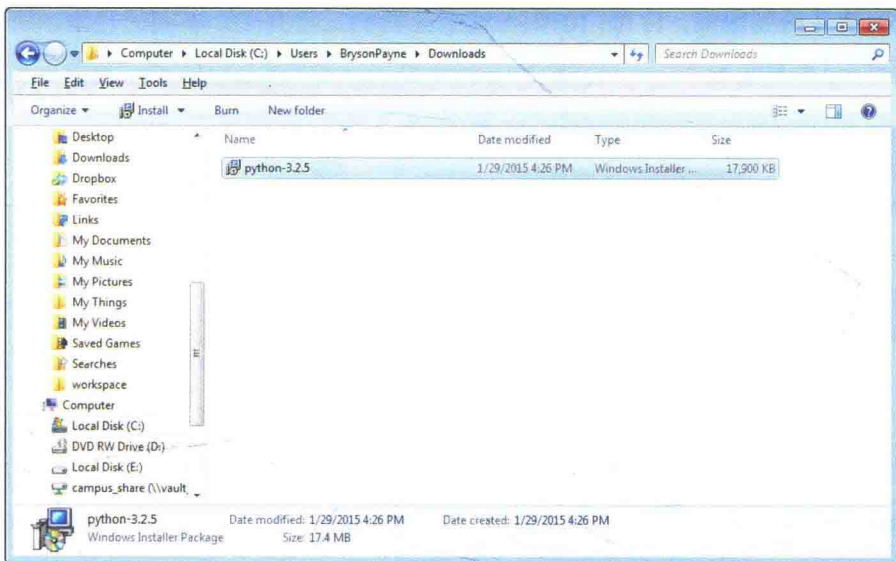 Computer ▸ Local Disk (C:) ▸ Users ▸ BrysonPayne ▸ Downloads
Search Downloads
File Edit View Tools Help
Organize Install Burn New folder
Name Date modified Type Size
python-3.2.5 1/29/2015 4:26 PM Windows Installer ... 17,900 KB
Desktop
Downloads
Dropbox
Favorites
Links
My Documents
My Music
My Pictures
My Things
My Videos
Saved Games
Searches
workspace
Computer
Local Disk (C:)
DVD RW Drive (D:)
Local Disk (E:)
campus_share (\\vault
python-3.2.5 Date modified: 1/29/2015 4:26 PM Date created: 1/29/2015 4:26 PM
Windows Installer Package Size: 17.4 MB